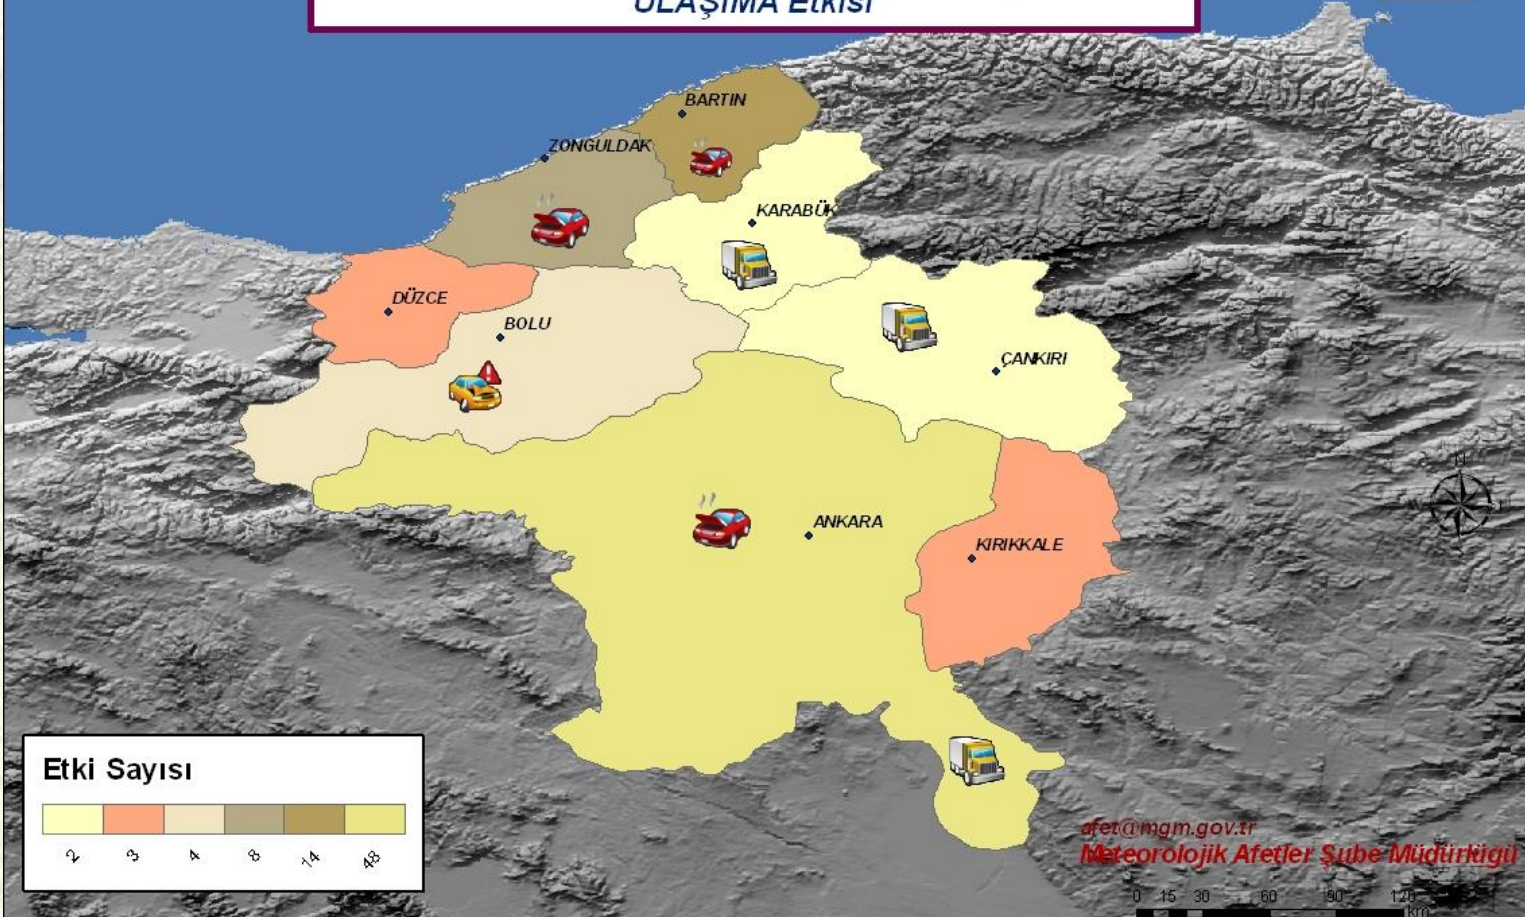 ULAŞIMA Etkisi
BARTIN
ZONGULDAK
KARABÜK
DÜZCE
BOLU
ÇANKIRI
ANKARA
KIRIKKALE
N
Etki Sayısı
2 3 4 8 14 48
afet@mgm.gov.tr
Meteorolojik Afetler Şube Müdürlügü
0 15 30 60 90 120
km